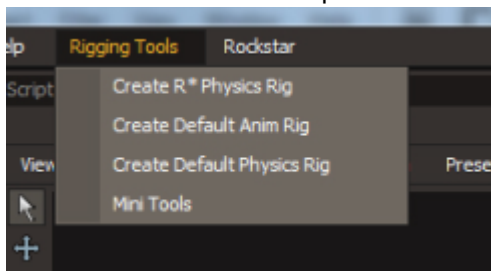 elp Rigging Tools Rockstar
Script
Create R* Physics Rig
Create Default Anim Rig
View Create Default Physics Rig Prese
Mini Tools